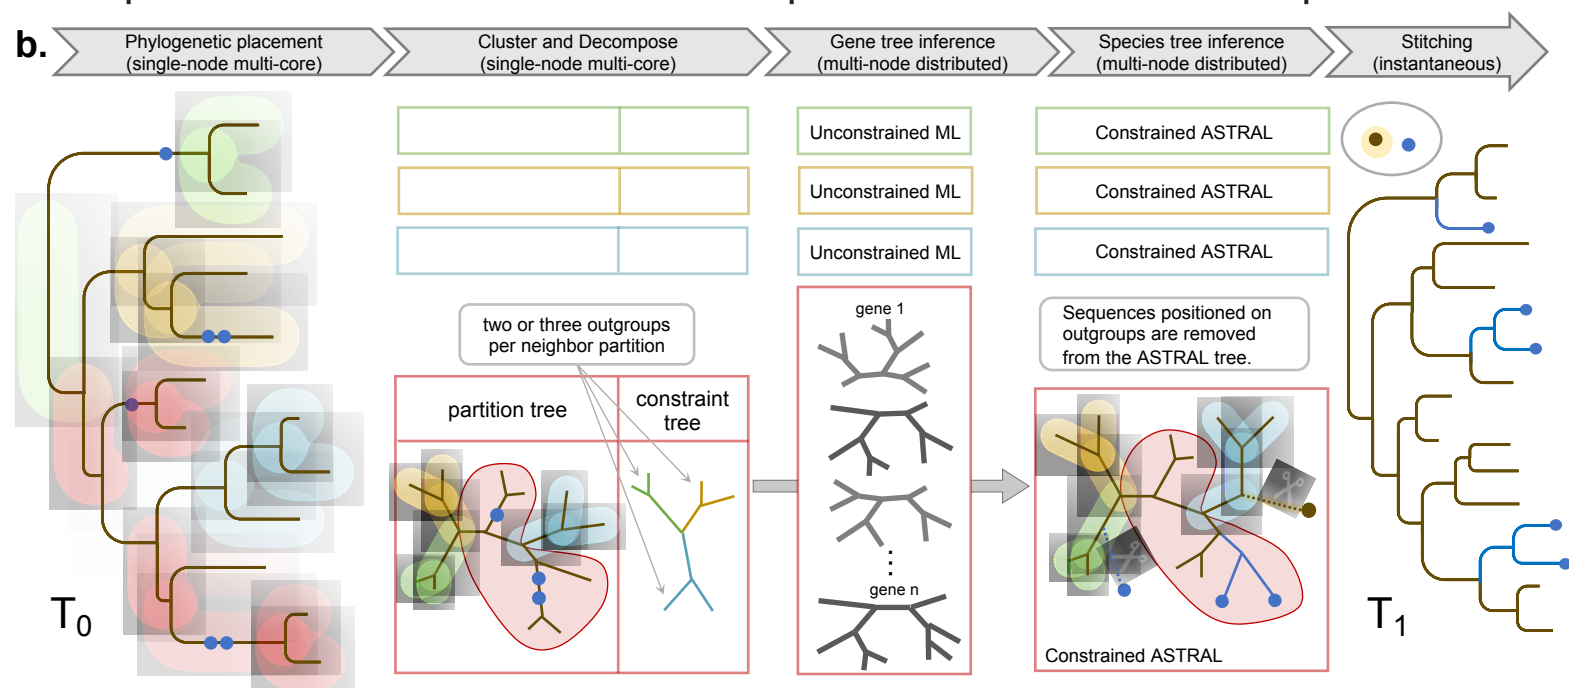 b.
Phylogenetic placement
(single-node multi-core)
Cluster and Decompose
(single-node multi-core)
Gene tree inference
(multi-node distributed)
Species tree inference
(multi-node distributed)
Stitching
(instantaneous)
Unconstrained ML
Constrained ASTRAL
Unconstrained ML
Constrained ASTRAL
Unconstrained ML
Constrained ASTRAL
two or three outgroups
per neighbor partition
gene 1
Sequences positioned on
outgroups are removed
from the ASTRAL tree.
partition tree
constraint
tree
gene n
T0
Constrained ASTRAL
T1